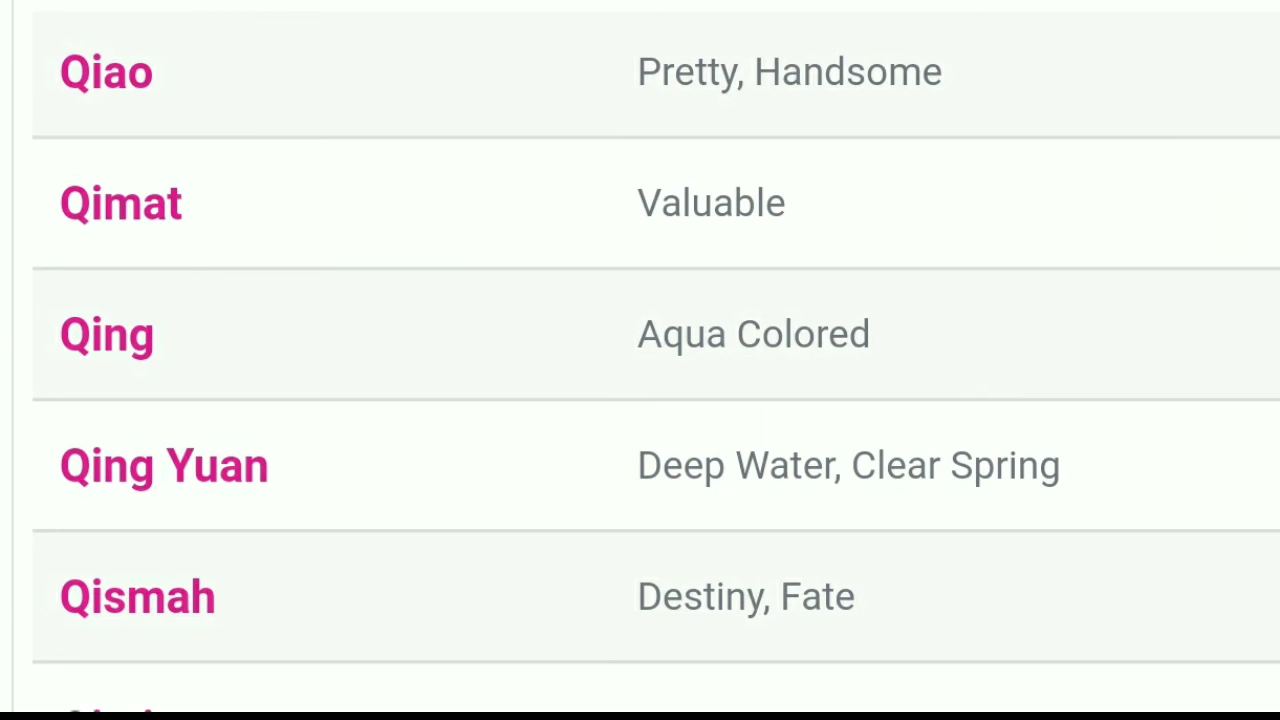 Qiao Pretty, Handsome
Qimat Valuable
Qing Aqua Colored
Qing Yuan Deep Water, Clear Spring
Qismah Destiny, Fate